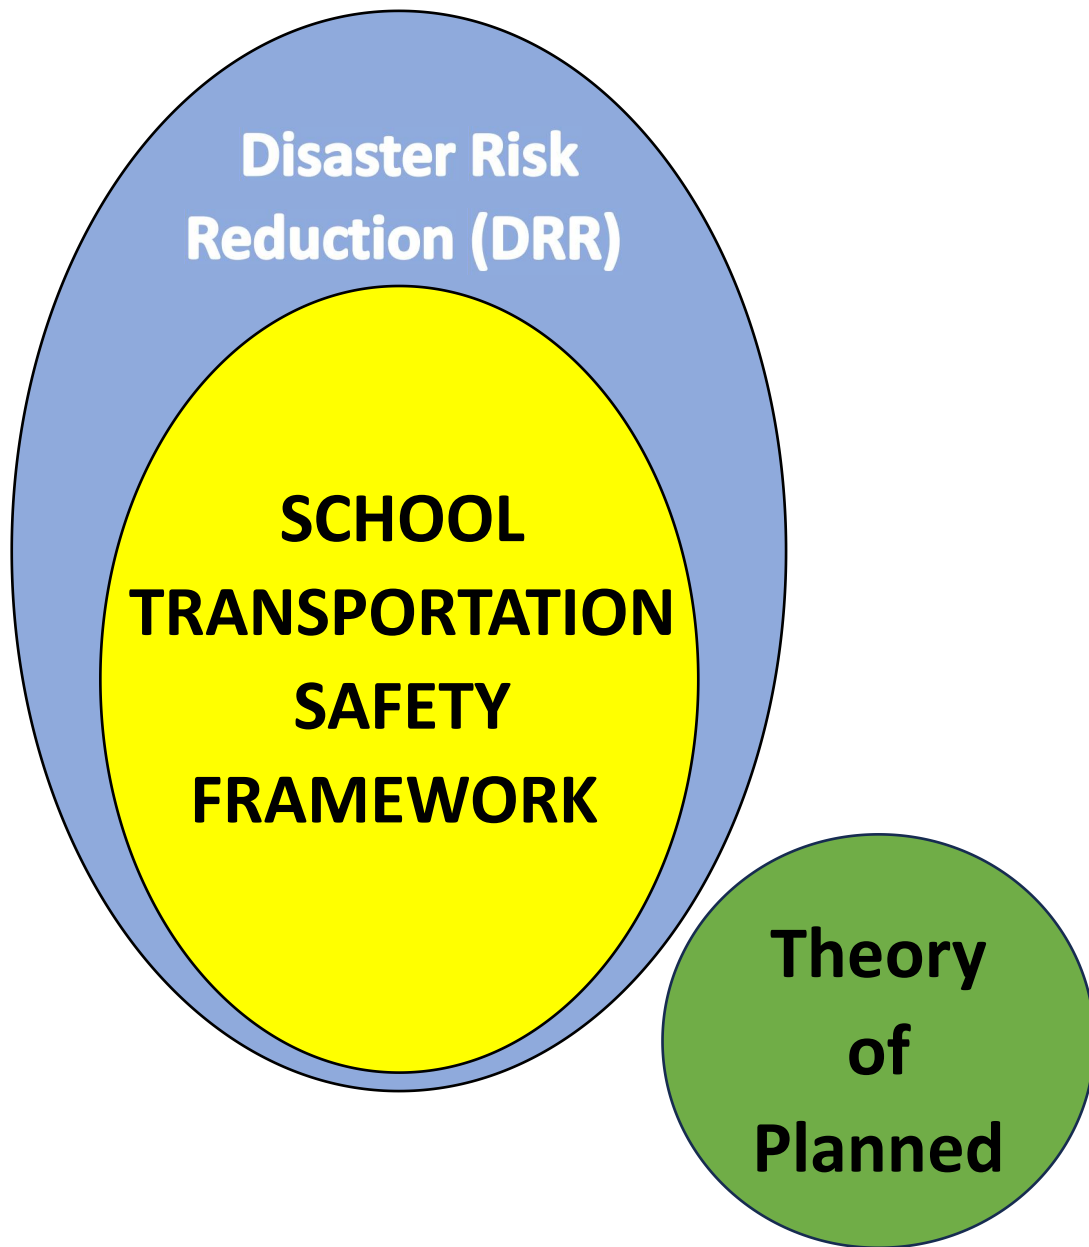 Disaster Risk
Reduction (DRR)
SCHOOL
TRANSPORTATION
SAFETY
FRAMEWORK
Theory
of
Planned